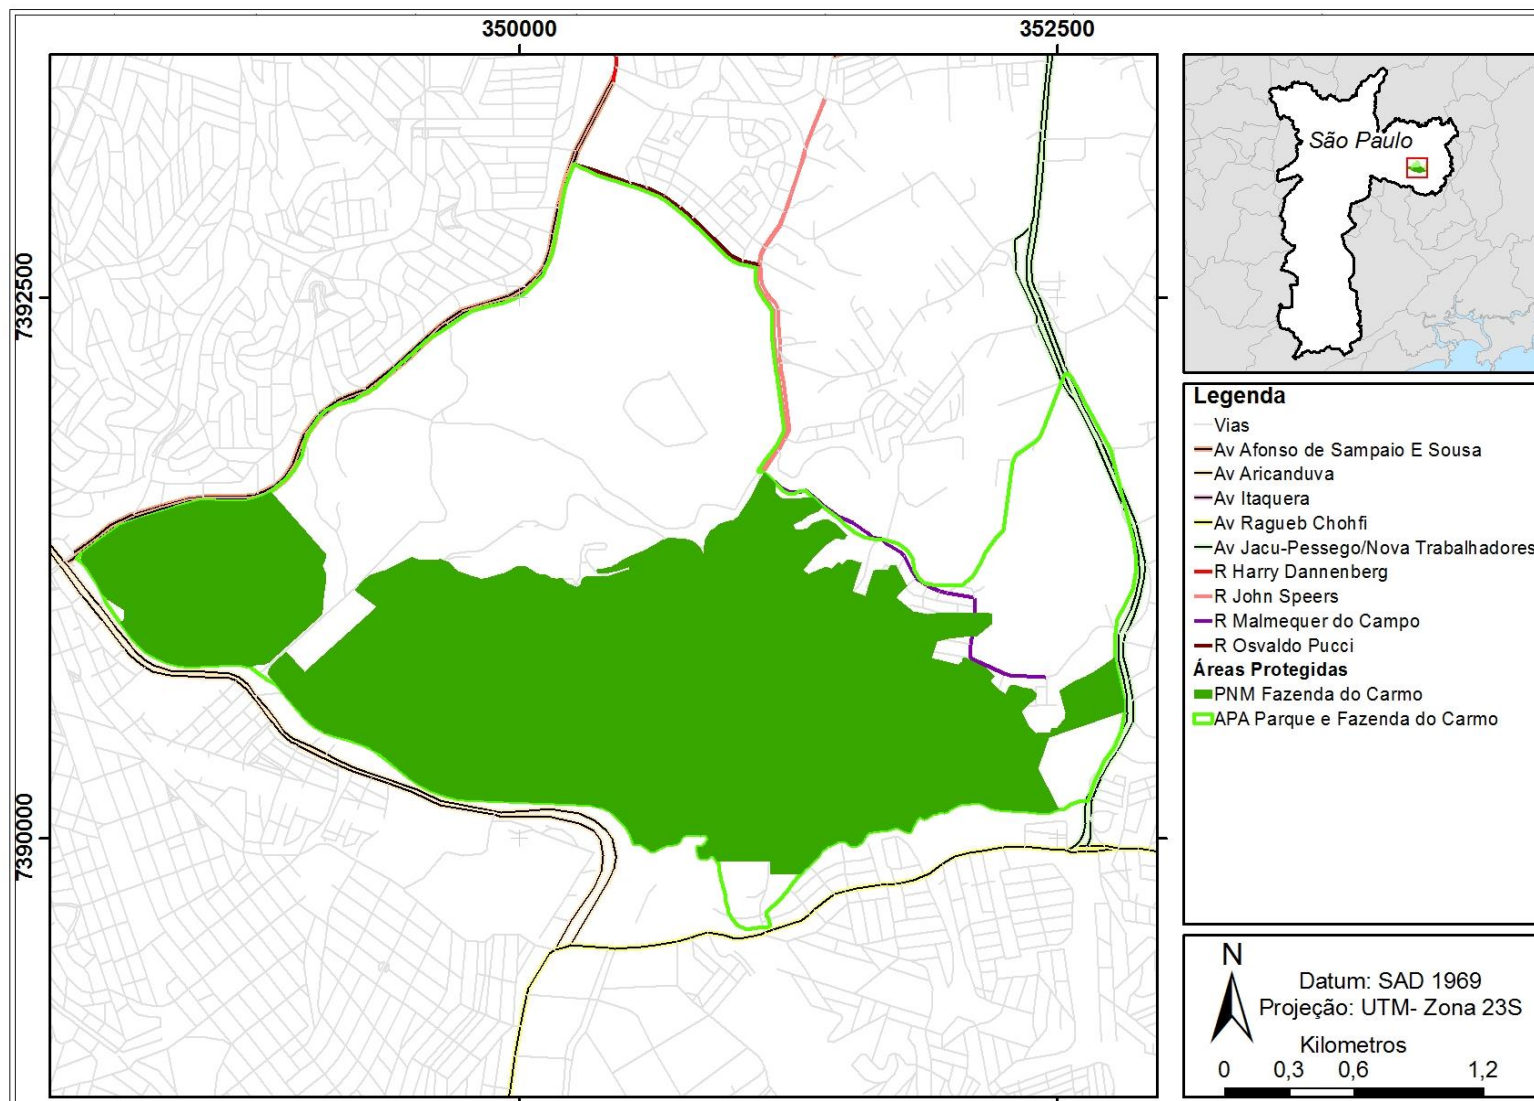 350000
352500
7392500
7390000
São Paulo
Legenda
Vias
Av Afonso de Sampaio E Sousa
Av Aricanduva
Av Itaquera
Av Ragueb Chohfi
Av Jacu-Pessego/Nova Trabalhadores
R Harry Dannenberg
R John Speers
R Malmequer do Campo
R Osvaldo Pucci
Áreas Protegidas
PNM Fazenda do Carmo
APA Parque e Fazenda do Carmo
N
Datum: SAD 1969
Projeção: UTM- Zona 23S
Kilometros
0 0,3 0,6 1,2